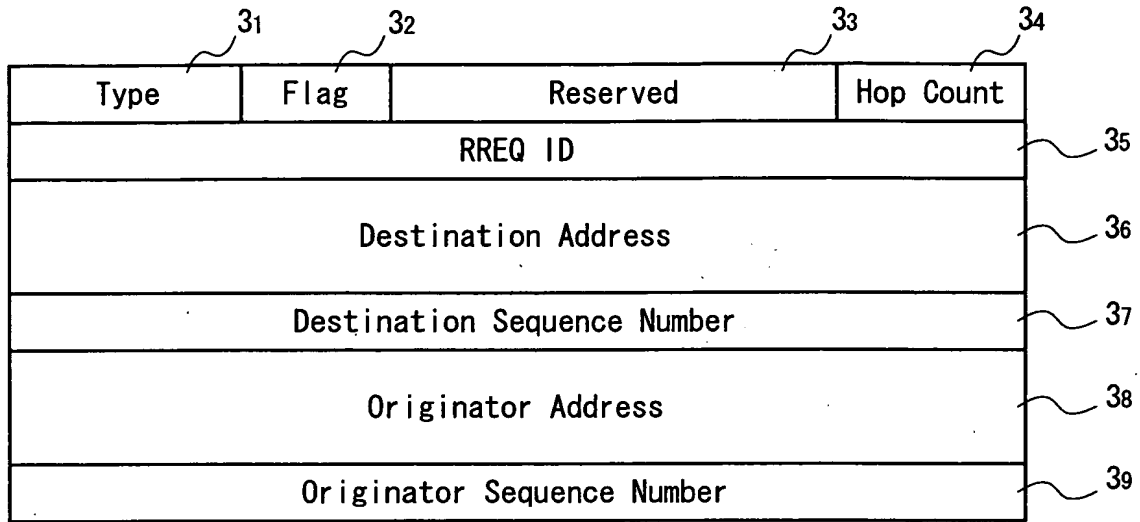 31 32 33 34
Type Flag Reserved Hop Count
RREQ ID 35
Destination Address 36
Destination Sequence Number 37
Originator Address 38
Originator Sequence Number 39